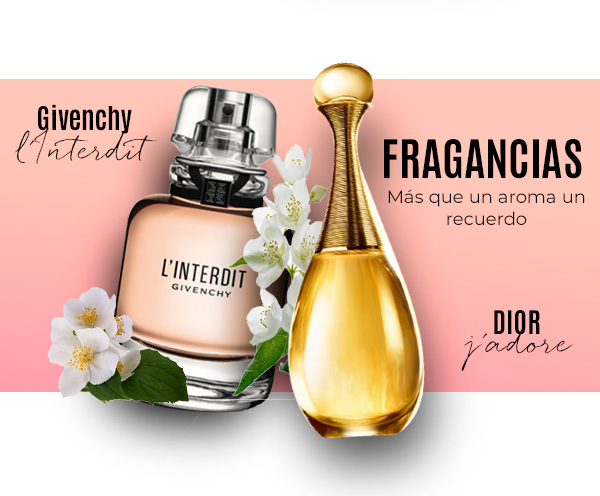 Givenchy
l'Interdit
FRAGANCIAS
Más que un aroma un
recuerdo
L'INTERDIT
GIVENCHY
DIOR
j'adore